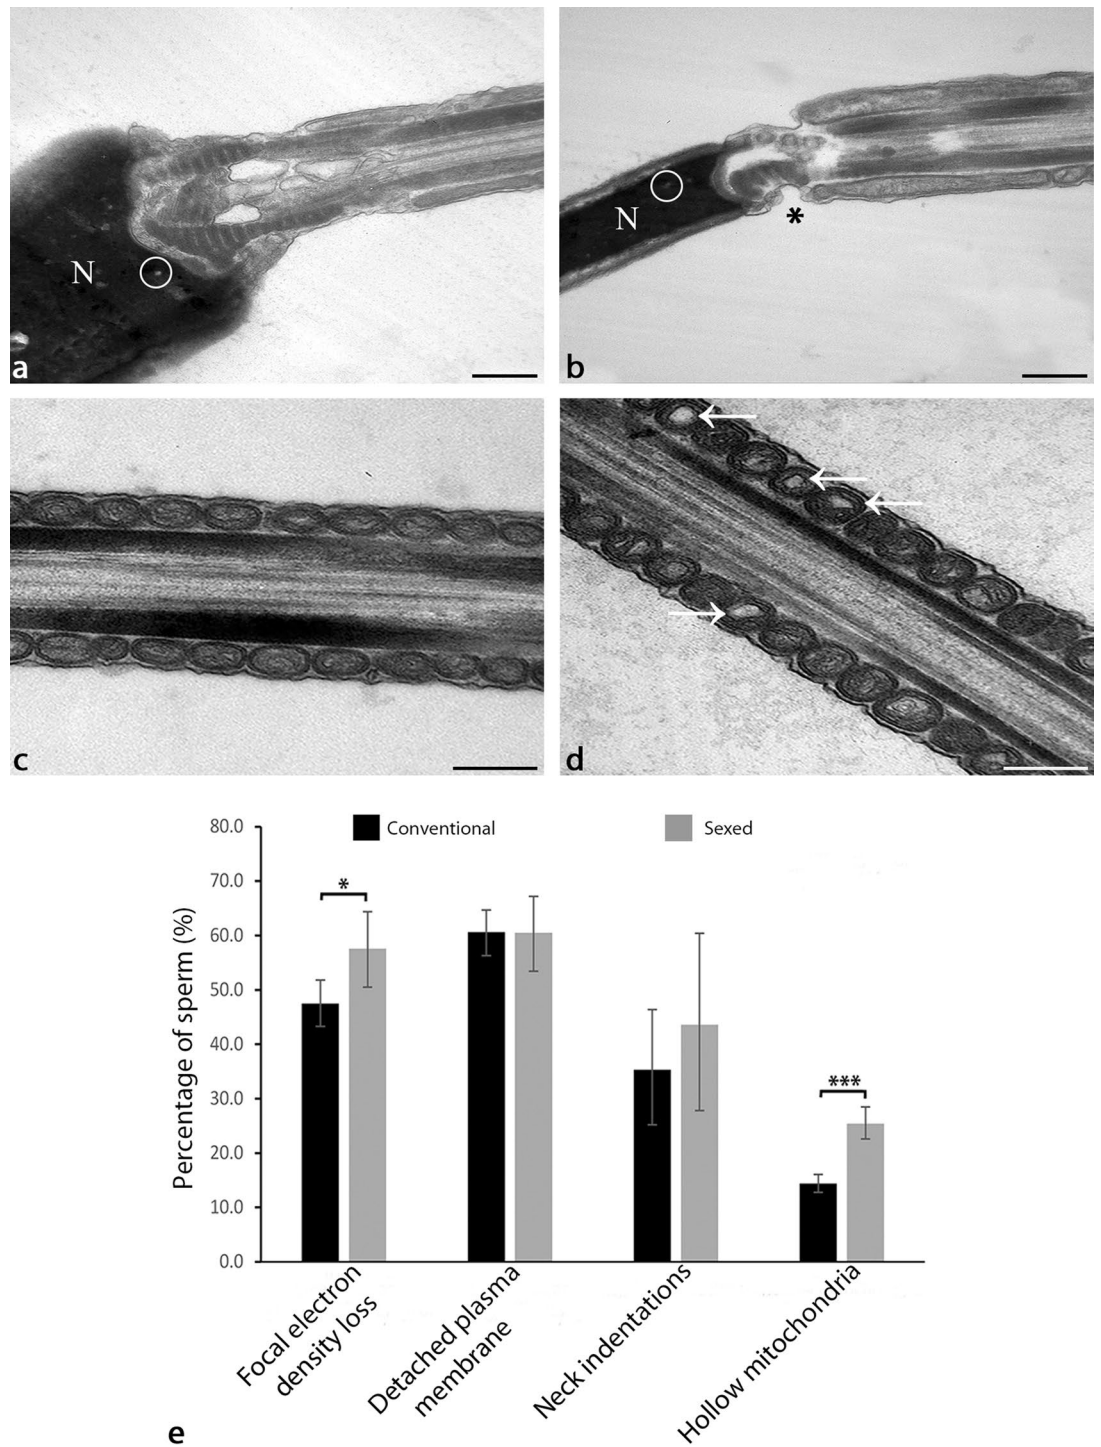 N
a
N
*
b
c
d
80.0
70.0
60.0
50.0
40.0
30.0
20.0
10.0
0.0
Percentage of sperm (%)
Conventional
Sexed
*
***
Focal electron
density loss
Detached plasma
membrane
Neck indentations
Hollow mitochondria
e